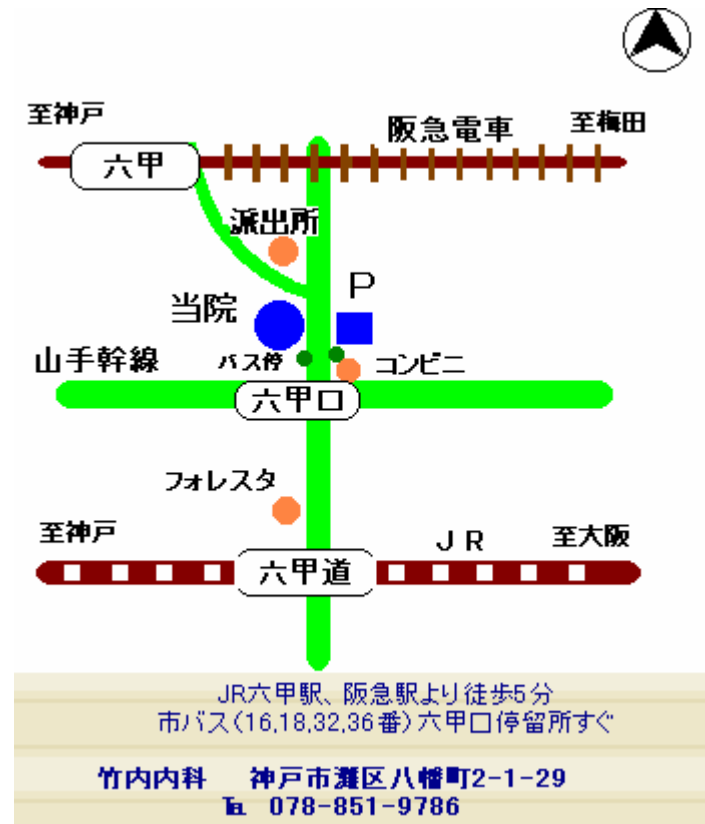 至神戸
阪急電車
至梅田
六甲
派出所
P
当院
山手幹線
バス停
コンビニ
六甲口
フォレスタ
至神戸
JR
至大阪
六甲道
JR六甲駅、阪急駅より徒歩5分
市バス(16,18,32,36番)六甲口停留所すぐ
竹内内科 神戸市灘区八幡町2-1-29
℡ 078-851-9786